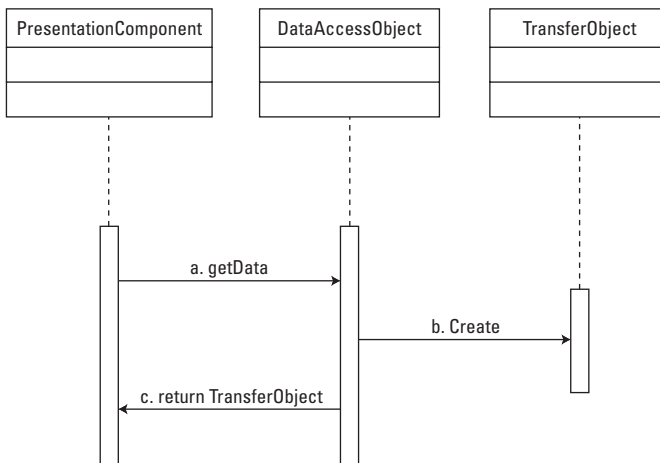 PresentationComponent
DataAccessObject
TransferObject
a. getData
b. Create
c. return TransferObject